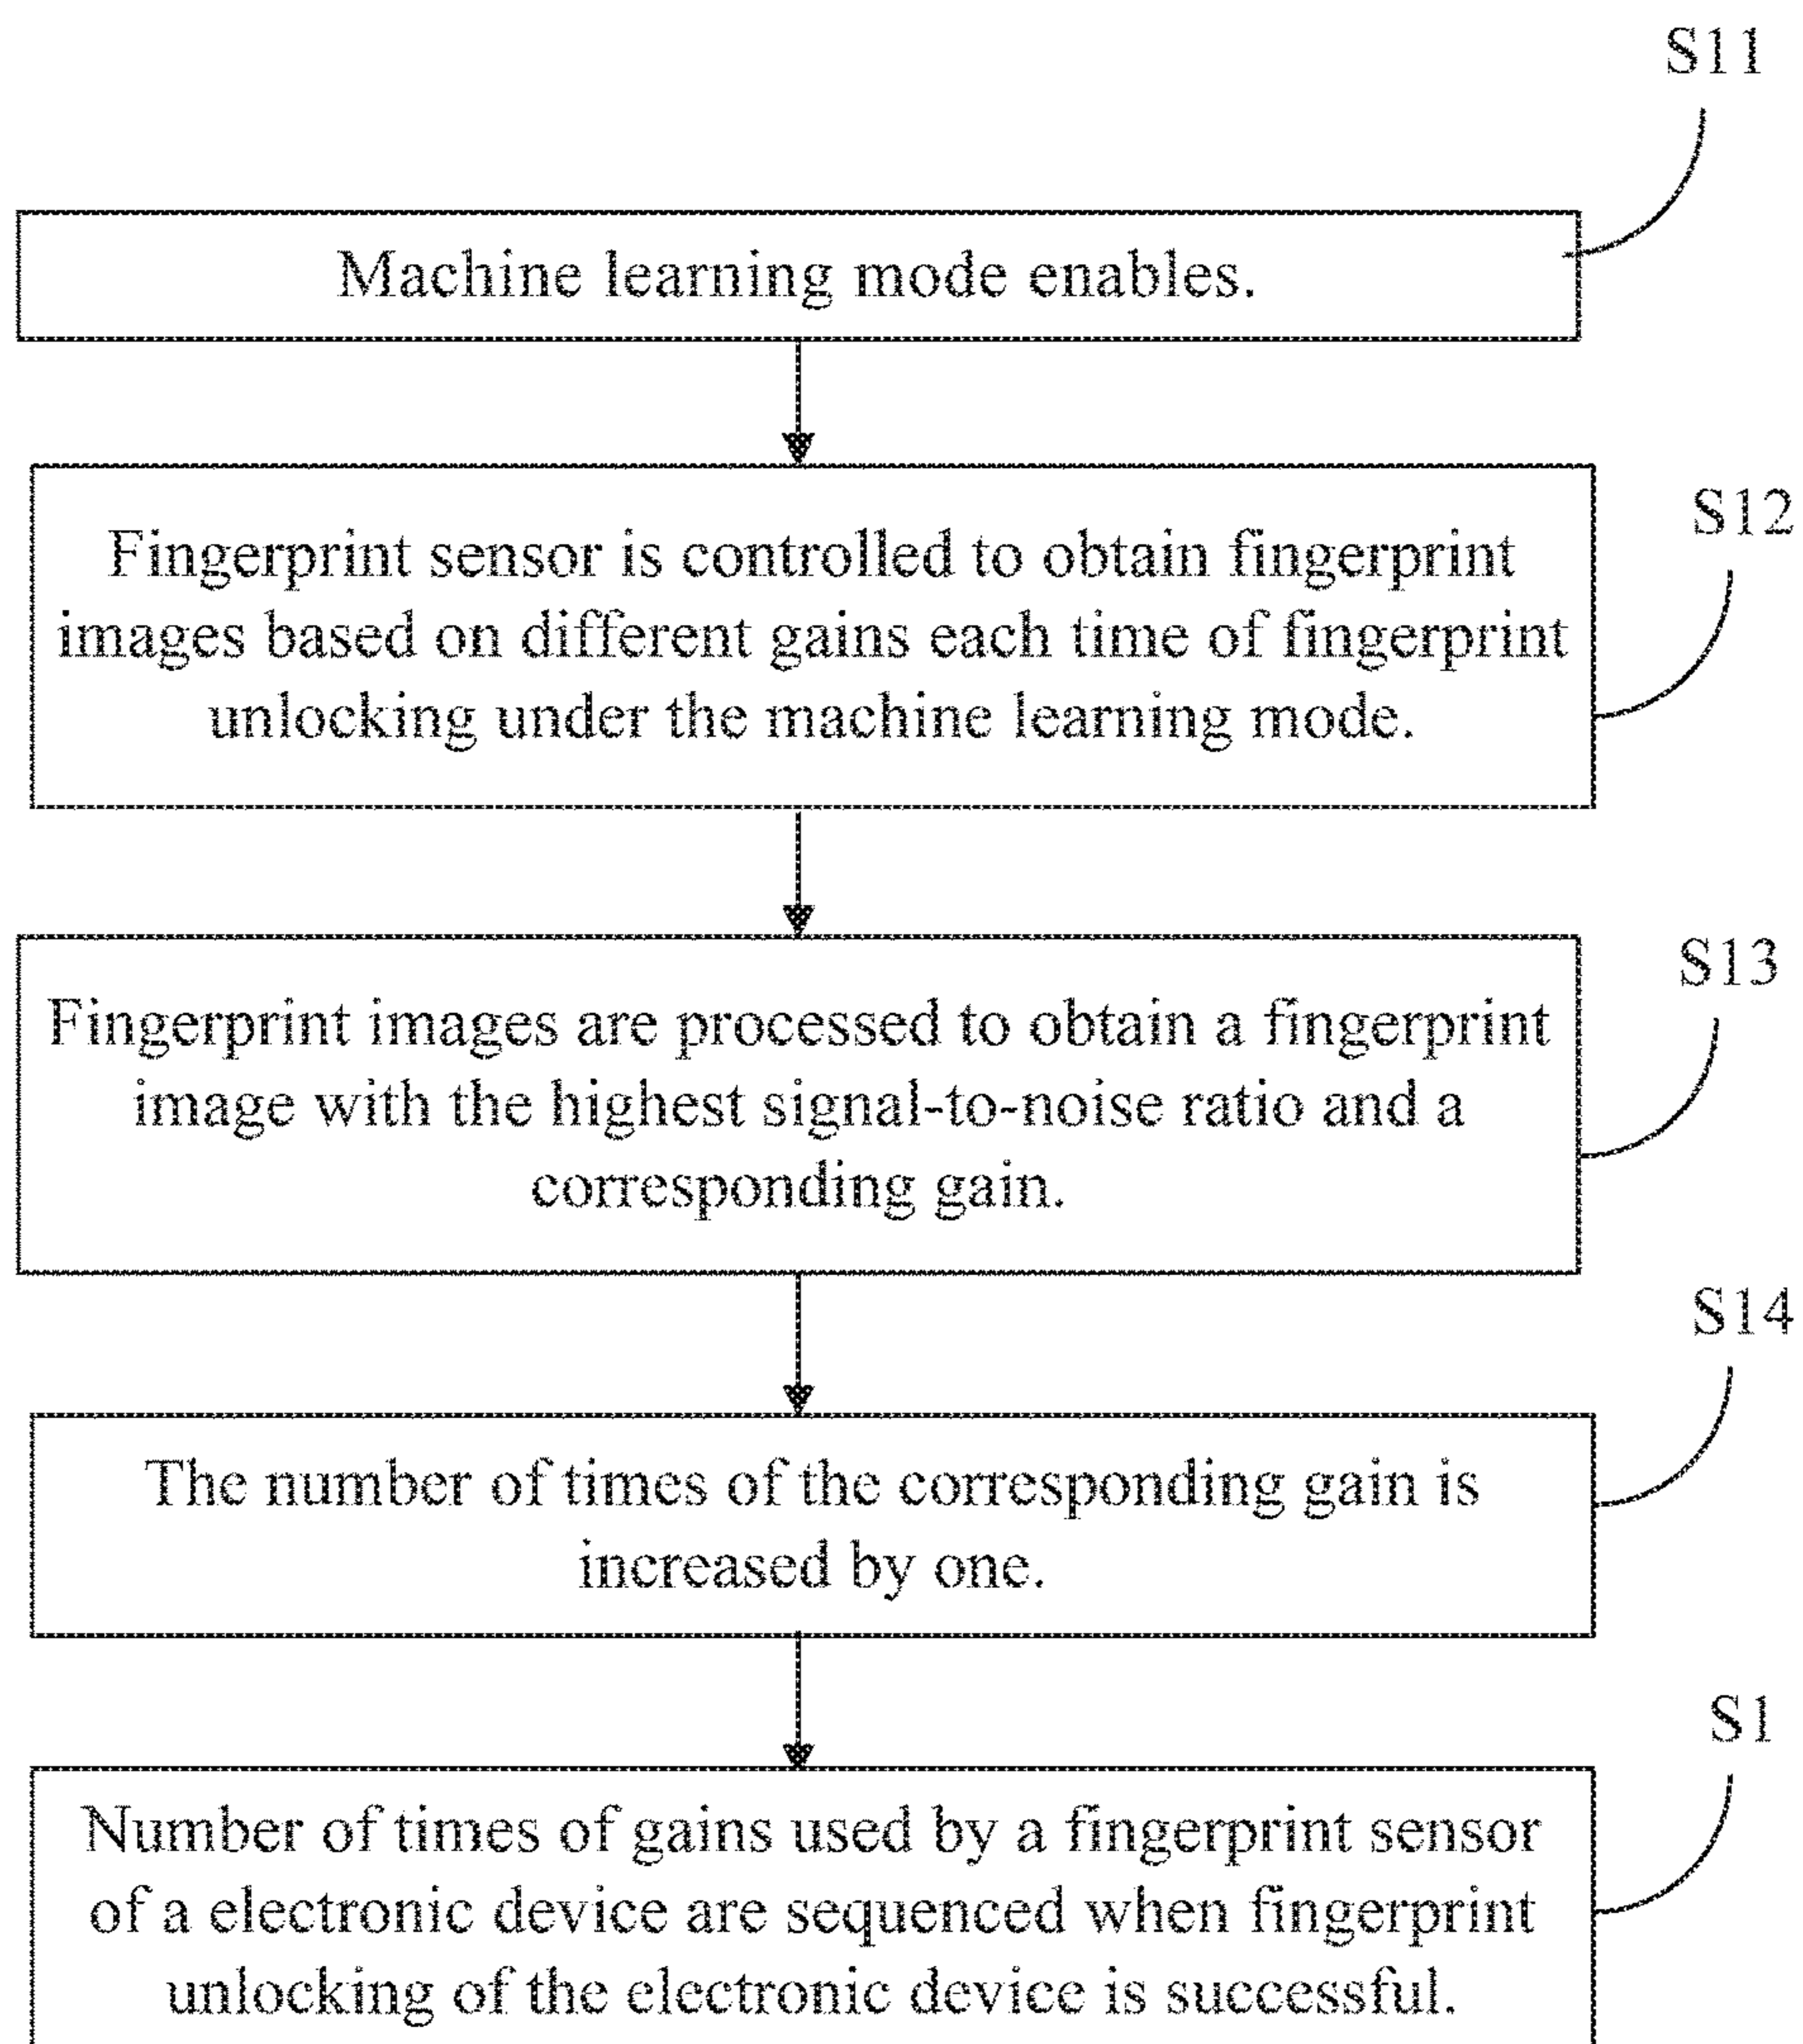 S11
Machine learning mode enables.
S12
Fingerprint sensor is controlled to obtain fingerprint
images based on different gains each time of fingerprint
unlocking under the machine learning mode.
S13
Fingerprint images are processed to obtain a fingerprint
image with the highest signal-to-noise ratio and a
corresponding gain.
S14
The number of times of the corresponding gain is
increased by one.
S1
Number of times of gains used by a fingerprint sensor
of a electronic device are sequenced when fingerprint
unlocking of the electronic device is successful.